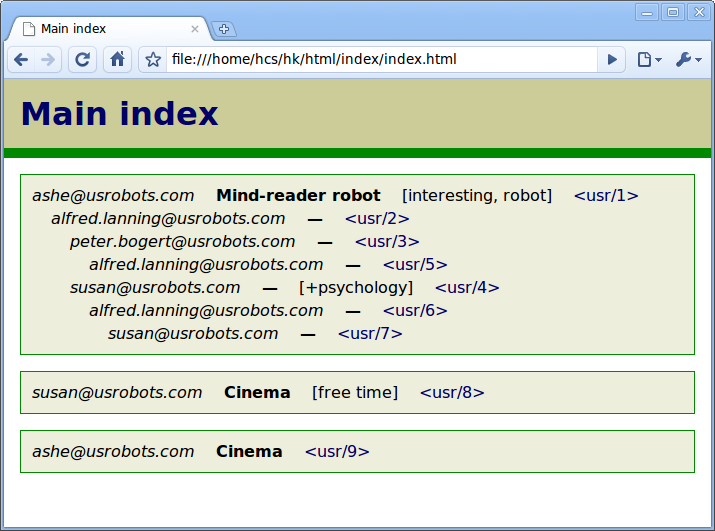 Main index
file:///home/hcs/hk/html/index/index.html
Main index
ashe@usrobots.com Mind-reader robot [interesting, robot] <usr/1>
alfred.lanning@usrobots.com — <usr/2>
peter.bogert@usrobots.com — <usr/3>
alfred.lanning@usrobots.com — <usr/5>
susan@usrobots.com — [+psychology] <usr/4>
alfred.lanning@usrobots.com — <usr/6>
susan@usrobots.com — <usr/7>
susan@usrobots.com Cinema [free time] <usr/8>
ashe@usrobots.com Cinema <usr/9>